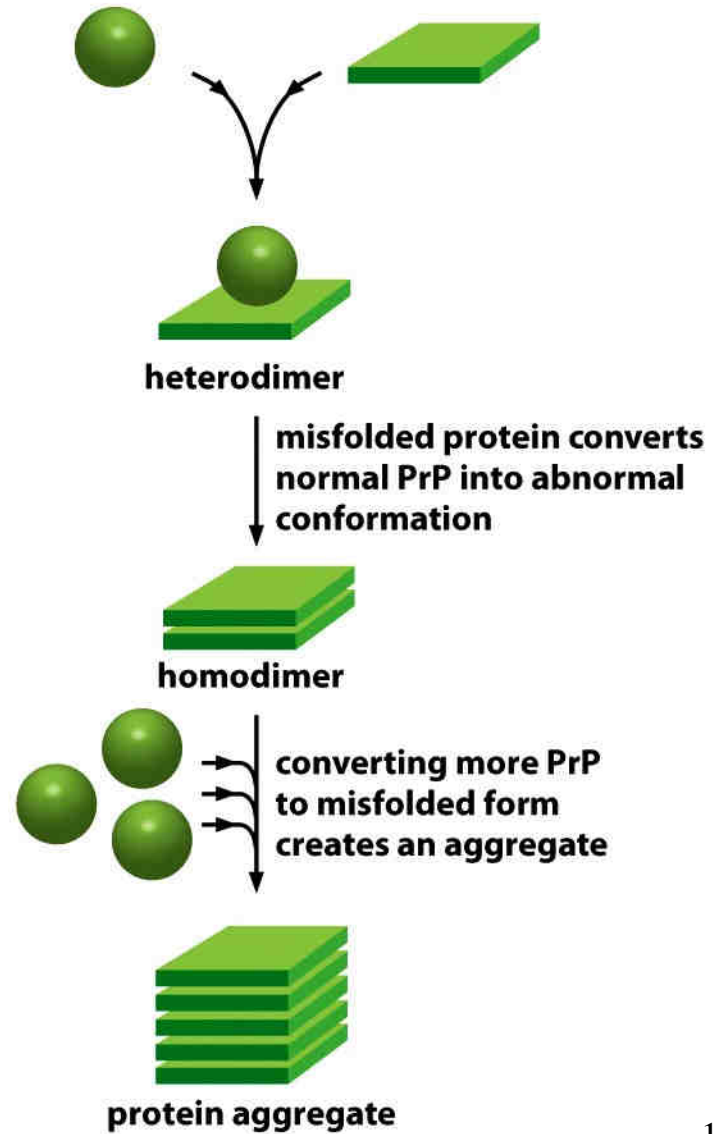 heterodimer
misfolded protein converts
normal PrP into abnormal
conformation
homodimer
converting more PrP
to misfolded form
creates an aggregate
protein aggregate
1